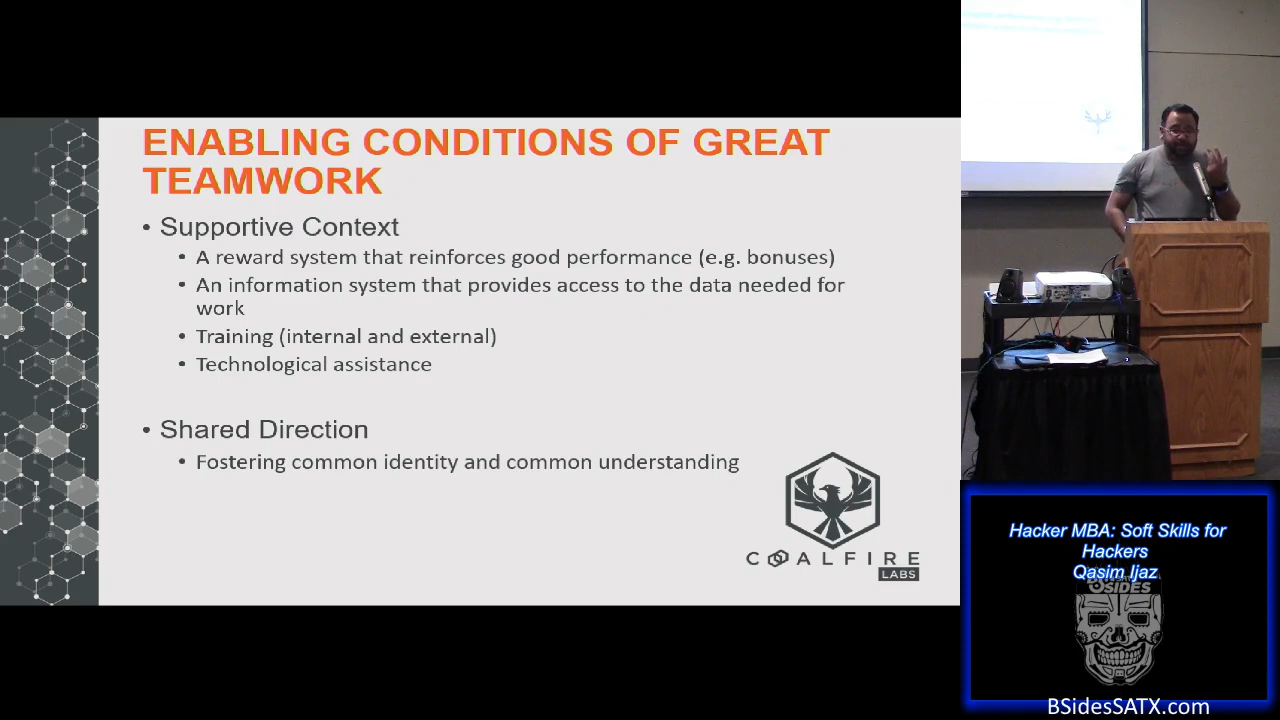 ENABLING CONDITIONS OF GREAT
TEAMWORK
• Supportive Context
• A reward system that reinforces good performance (e.g. bonuses)
• An information system that provides access to the data needed for
work
• Training (internal and external)
• Technological assistance
• Shared Direction
• Fostering common identity and common understanding
COALFIRE
LABS
Hacker MBA: Soft Skills for
Hackers
Qasim Ijaz
BSIDES
BSidesSATX.com